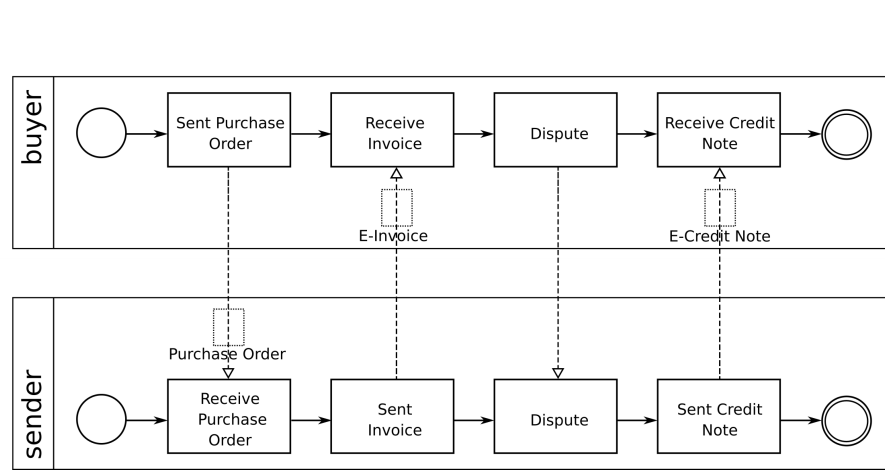 buyer
Sent Purchase
Order
Receive
Invoice
Dispute
Receive Credit
Note
E-Invoice
E-Credit Note
sender
Purchase Order
Receive
Purchase
Order
Sent
Invoice
Dispute
Sent Credit
Note